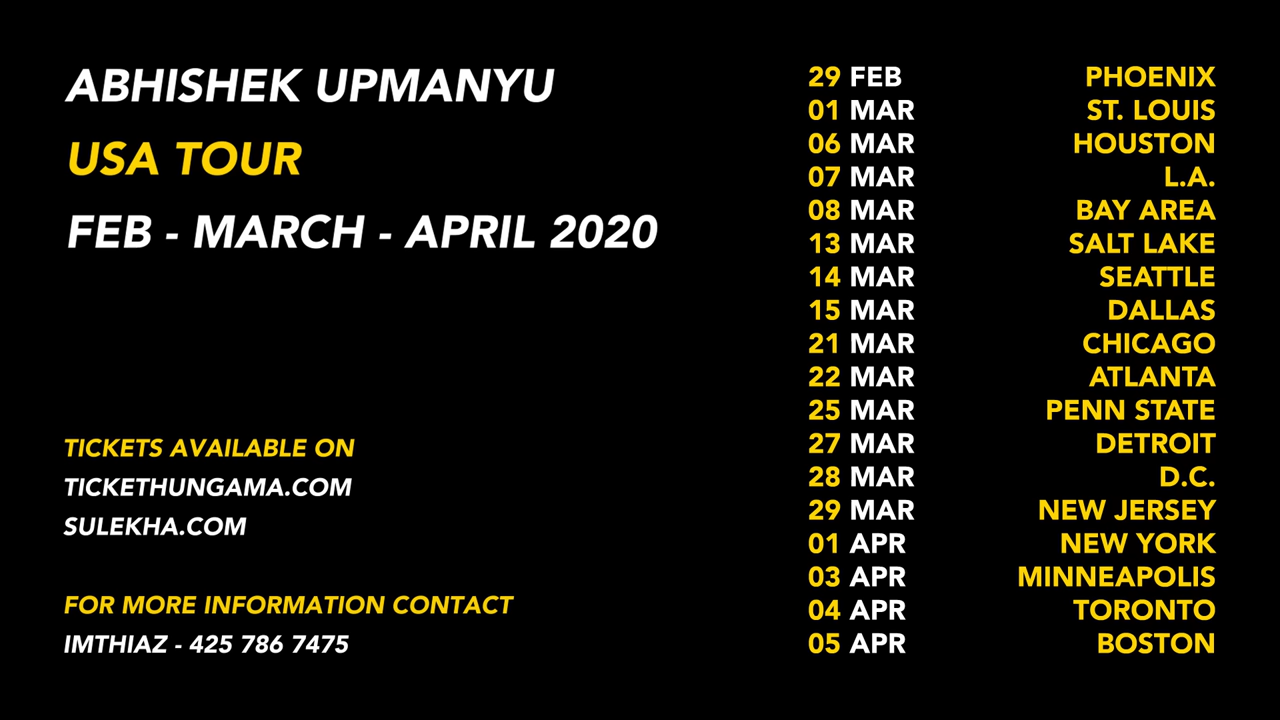 ABHISHEK UPMANYU
USA TOUR
FEB - MARCH - APRIL 2020
TICKETS AVAILABLE ON
TICKETHUNGAMA.COM
SULEKHA.COM
FOR MORE INFORMATION CONTACT
IMTHIAZ - 425 786 7475
29 FEB PHOENIX
01 MAR ST. LOUIS
06 MAR HOUSTON
07 MAR L.A.
08 MAR BAY AREA
13 MAR SALT LAKE
14 MAR SEATTLE
15 MAR DALLAS
21 MAR CHICAGO
22 MAR ATLANTA
25 MAR PENN STATE
27 MAR DETROIT
28 MAR D.C.
29 MAR NEW JERSEY
01 APR NEW YORK
03 APR MINNEAPOLIS
04 APR TORONTO
05 APR BOSTON